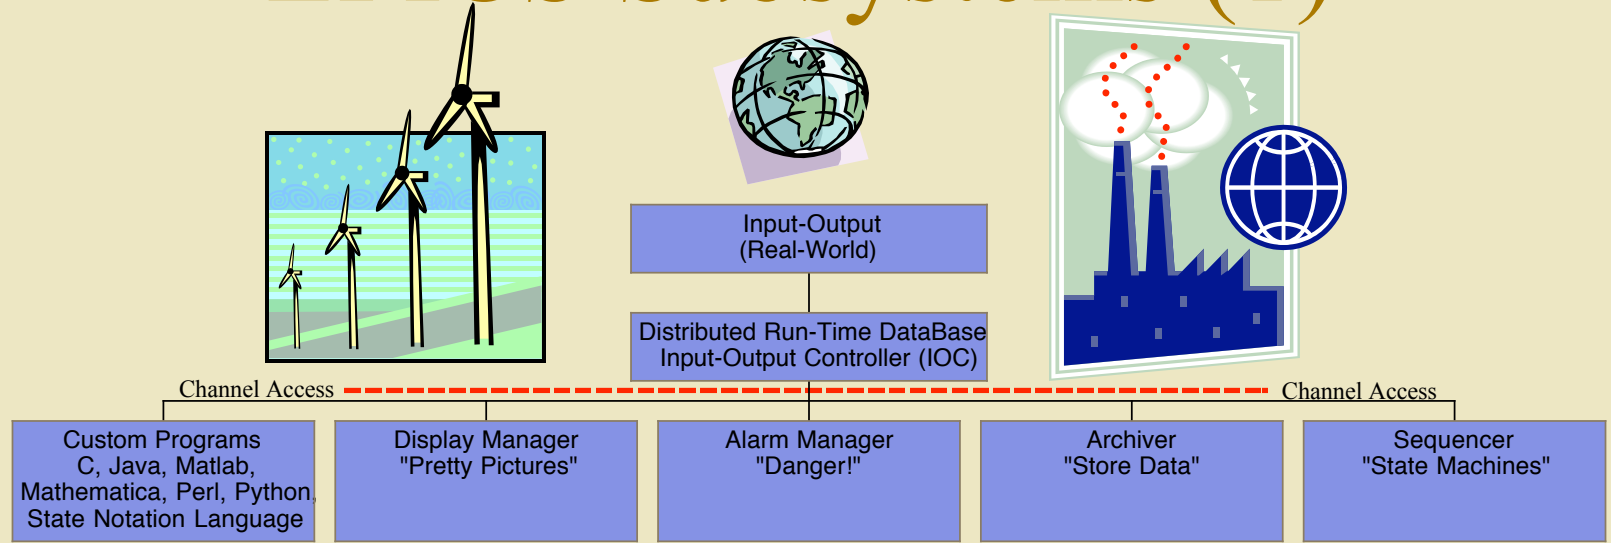 Subsystems (1)
Input-Output
(Real-World)
Distributed Run-Time DataBase
Input-Output Controller (IOC)
Channel Access
Channel Access
Custom Programs
C, Java, Matlab,
Mathematica, Perl, Python,
State Notation Language
Display Manager
"Pretty Pictures"
Alarm Manager
"Danger!"
Archiver
"Store Data"
Sequencer
"State Machines"